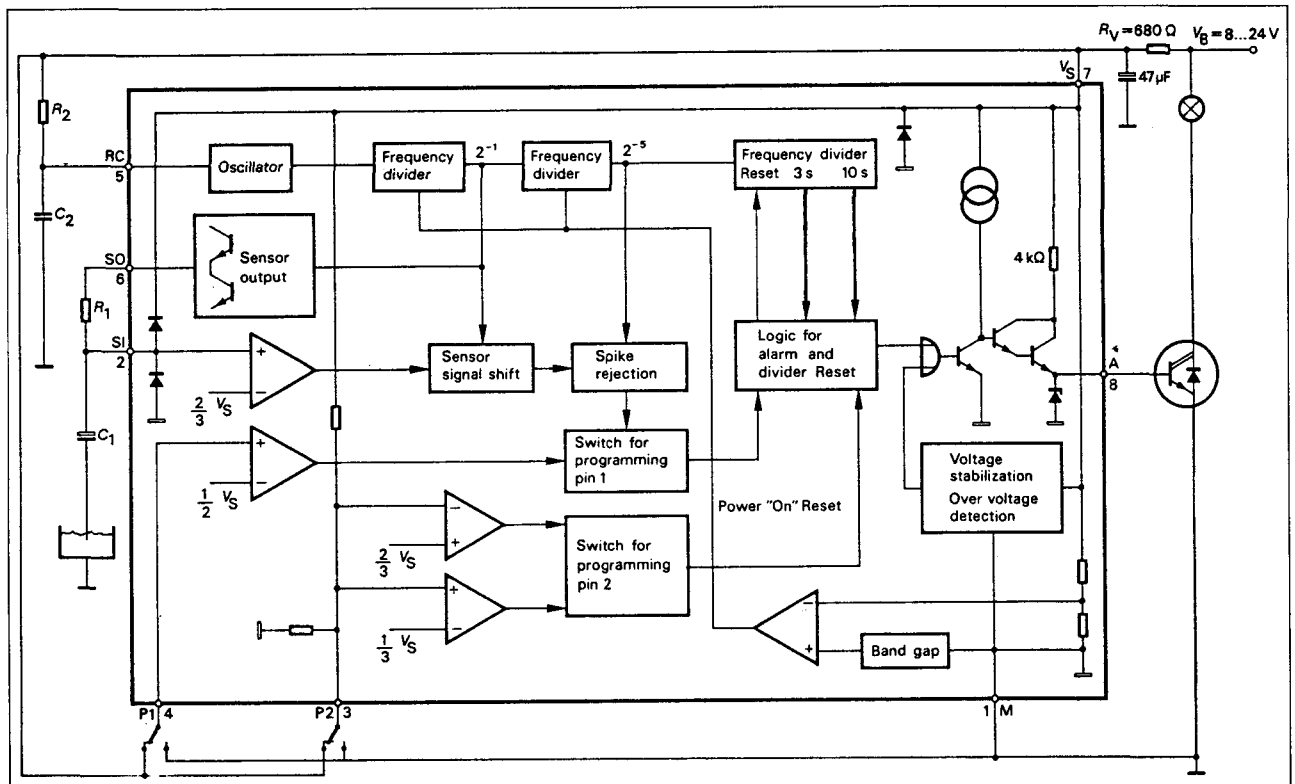 R_V = 680 Ω
V_B = 8...24 V
V_S 7
47 µF
R_2
RC
5
Oscillator
Frequency
divider
2^-1
Frequency
divider
2^-5
Frequency divider
Reset 3 s 10 s
C_2
SO
6
Sensor
output
4 kΩ
R_1
SI
2
+
−
2/3 V_S
Sensor
signal shift
Spike
rejection
Logic for
alarm and
divider Reset
*
A
8
C_1
+
−
1/2 V_S
Switch for
programming
pin 1
Voltage
stabilization
Over voltage
detection
Power "On" Reset
−
+
2/3 V_S
Switch for
programming
pin 2
+
−
1/3 V_S
−
+
Band gap
P1 4
P2 3
1 M